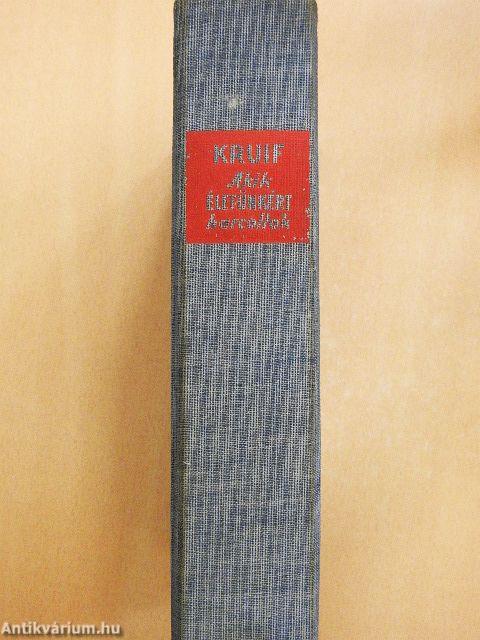 KRUIF
Akik
ÉLETÜNKÉRT
harcoltak
Antikvárium.hu